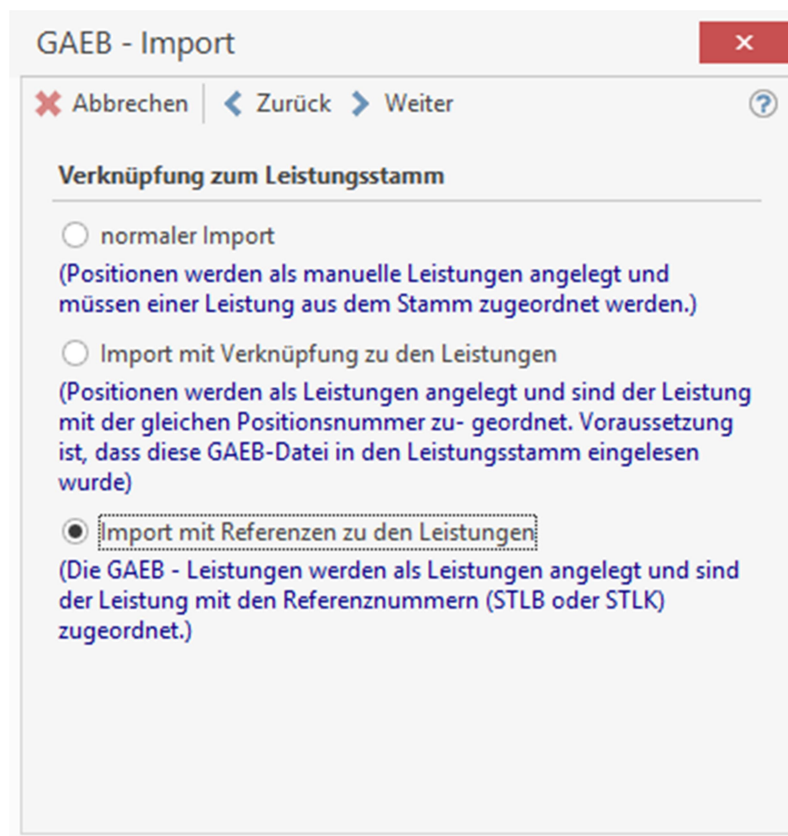 GAEB - Import
Abbrechen Zurück Weiter
Verknüpfung zum Leistungsstamm
normaler Import
(Positionen werden als manuelle Leistungen angelegt und
müssen einer Leistung aus dem Stamm zugeordnet werden.)
Import mit Verknüpfung zu den Leistungen
(Positionen werden als Leistungen angelegt und sind der Leistung
mit der gleichen Positionsnummer zu- geordnet. Voraussetzung
ist, dass diese GAEB-Datei in den Leistungsstamm eingelesen
wurde)
Import mit Referenzen zu den Leistungen
(Die GAEB - Leistungen werden als Leistungen angelegt und sind
der Leistung mit den Referenznummern (STLB oder STLK)
zugeordnet.)